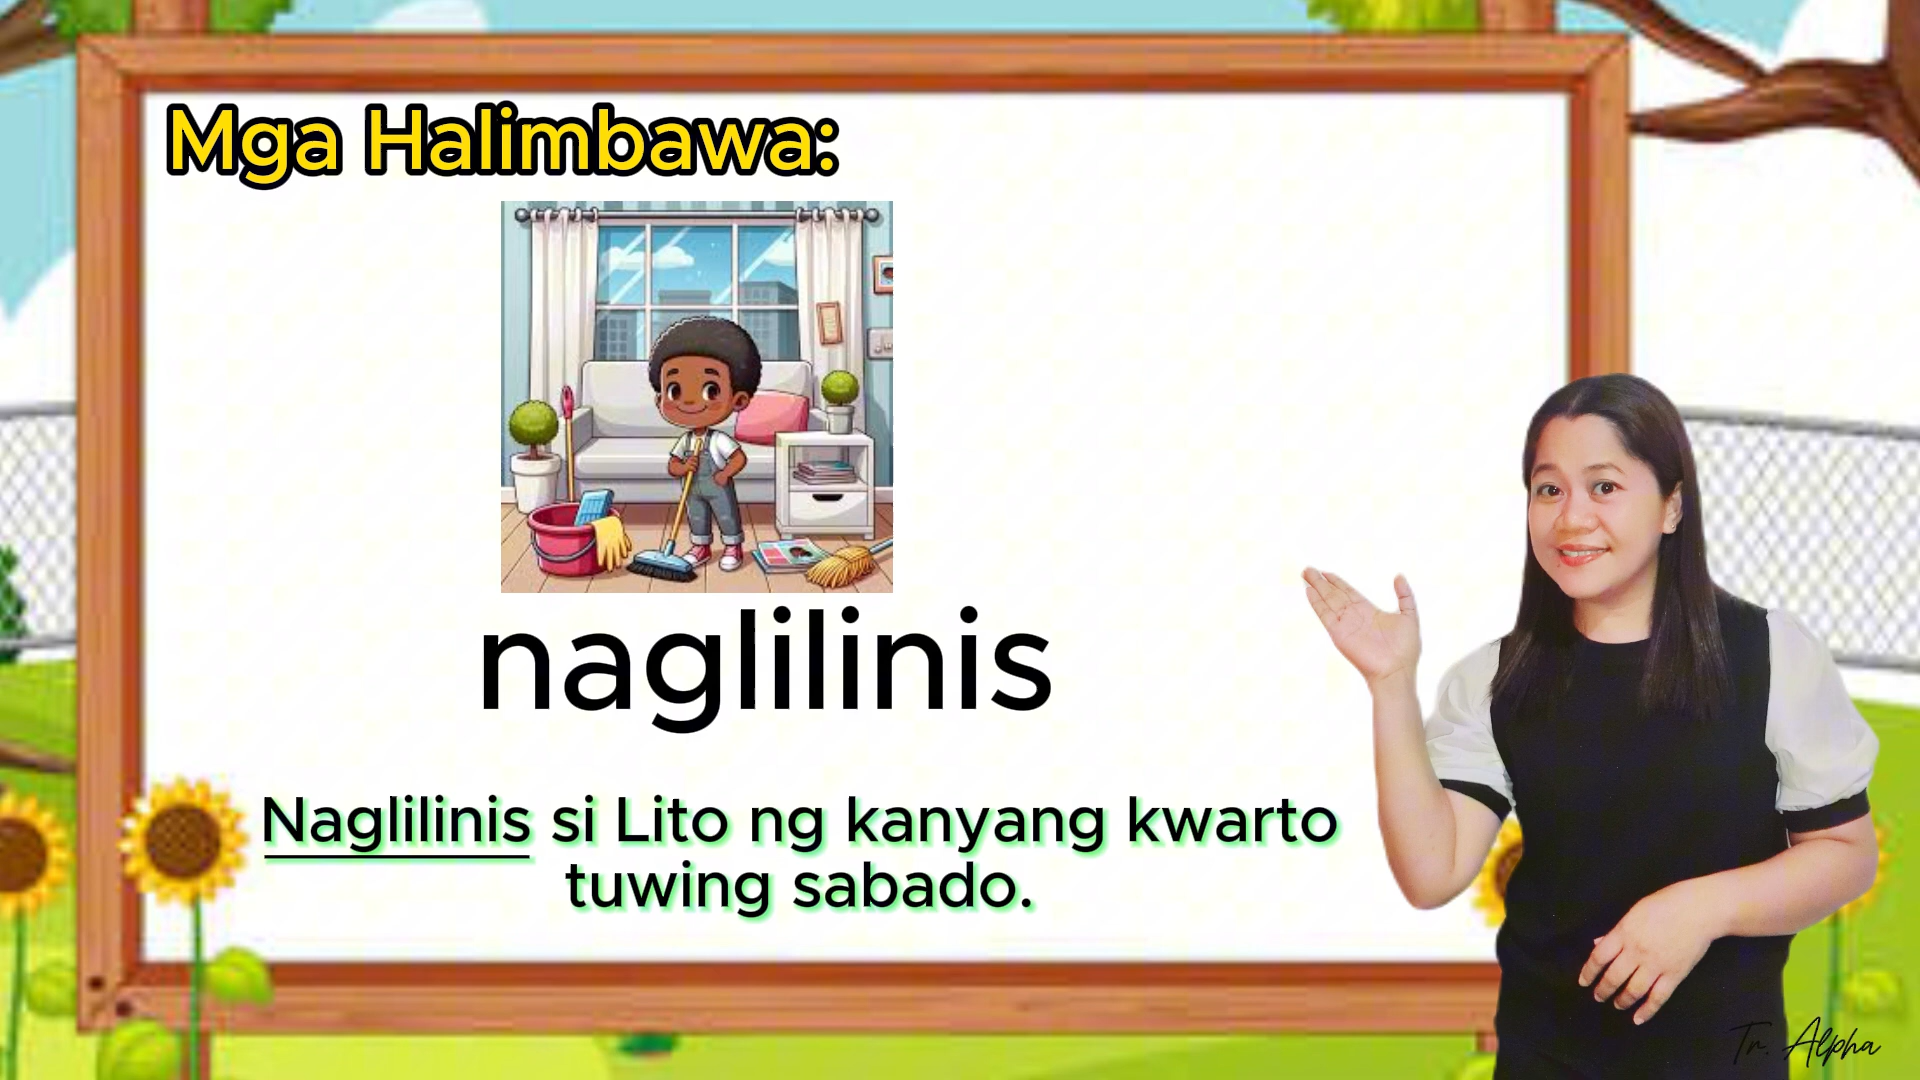 Mga Halimbawa:
naglilinis
Naglilinis si Lito ng kanyang kwarto
tuwing sabado.
Tr. Alpha